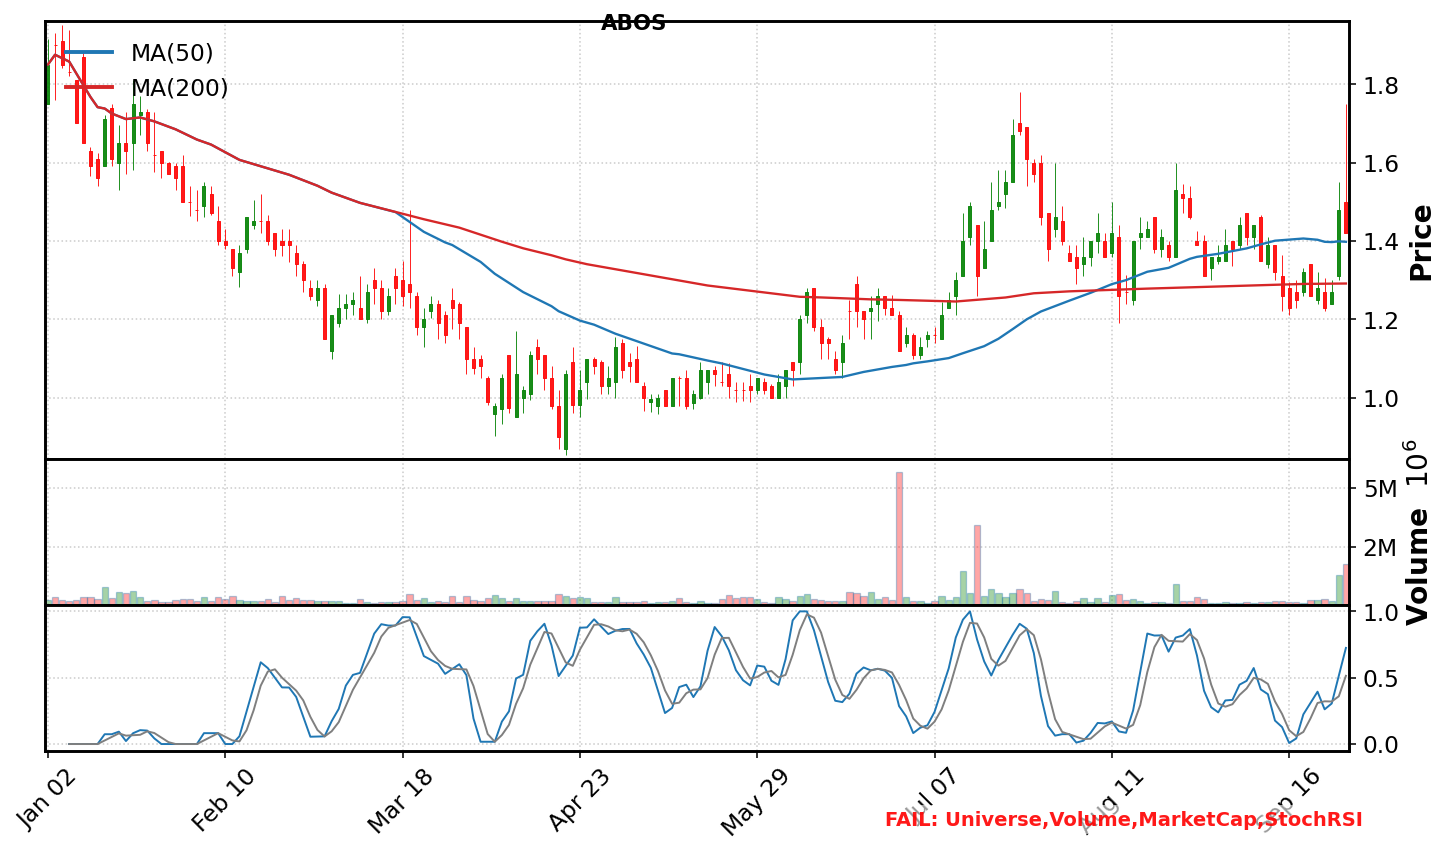 ABOS
MA(50)
MA(200)
1.8
1.6
1.4
1.2
1.0
Price
5M
2M
Volume 10^6
1.0
0.5
0.0
Jan 02
Feb 10
Mar 18
Apr 23
May 29
Jul 07
Aug 11
Sep 16
FAIL: Universe,Volume,MarketCap,StochRSI